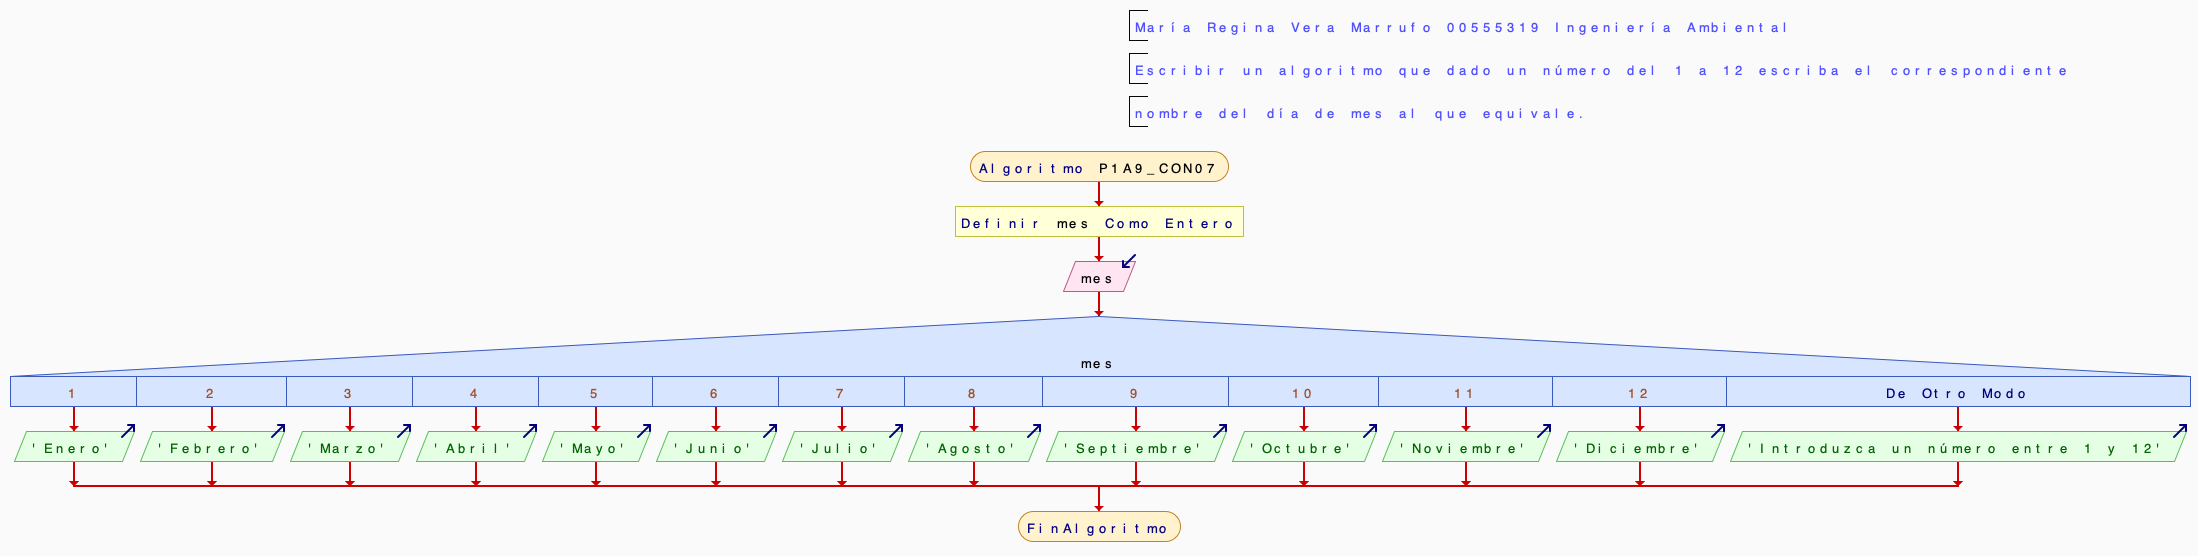 María Regina Vera Marrufo 00555319 Ingeniería Ambiental
Escribir un algoritmo que dado un número del 1 a 12 escriba el correspondiente
nombre del día de mes al que equivale.
Algoritmo P1A9_CON07
Definir mes Como Entero
mes
mes
1 2 3 4 5 6 7 8 9 10 11 12 De Otro Modo
'Enero' 'Febrero' 'Marzo' 'Abril' 'Mayo' 'Junio' 'Julio' 'Agosto' 'Septiembre' 'Octubre' 'Noviembre' 'Diciembre' 'Introduzca un número entre 1 y 12'
FinAlgoritmo